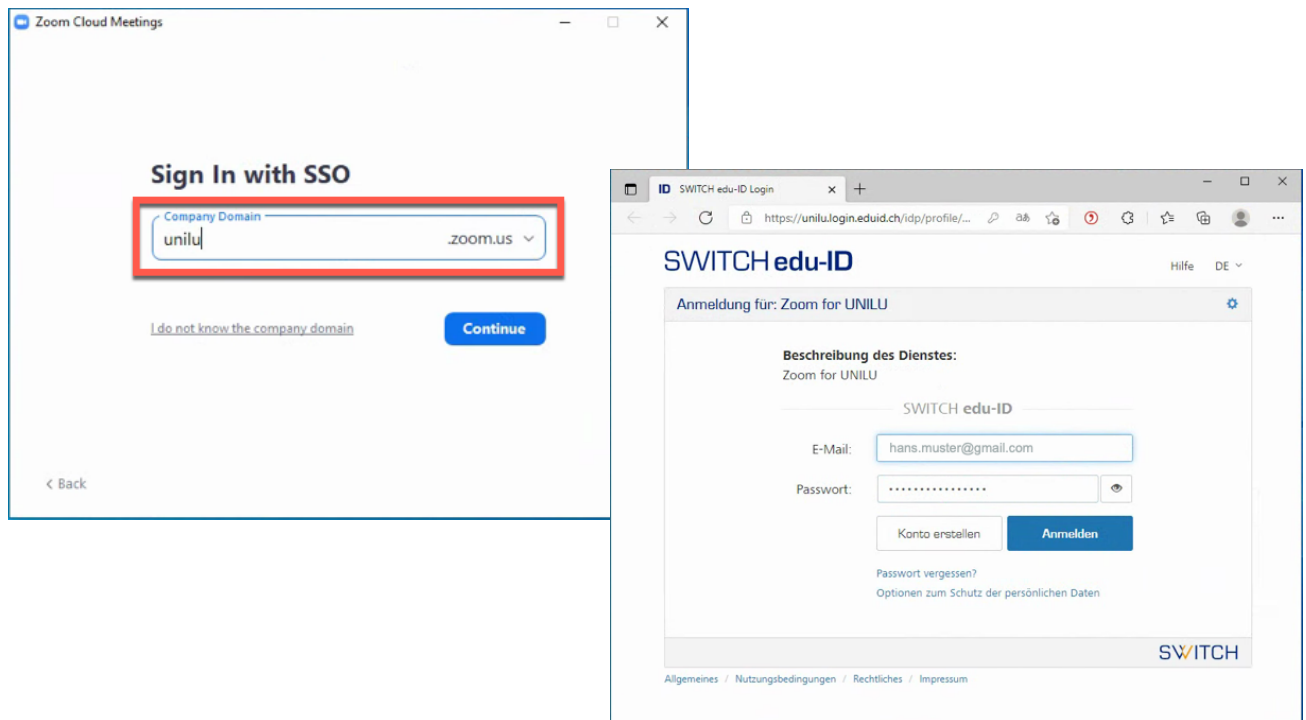 Zoom Cloud Meetings
Sign In with SSO
Company Domain
unilu
.zoom.us
I do not know the company domain
Continue
< Back
ID SWITCH edu-ID Login
https://unilu.login.eduid.ch/idp/profile/...
SWITCH edu-ID
Hilfe DE
Anmeldung für: Zoom for UNILU
Beschreibung des Dienstes:
Zoom for UNILU
SWITCH edu-ID
E-Mail: hans.muster@gmail.com
Passwort: ················
Konto erstellen Anmelden
Passwort vergessen?
Optionen zum Schutz der persönlichen Daten
SWITCH
Allgemeines / Nutzungsbedingungen / Rechtliches / Impressum